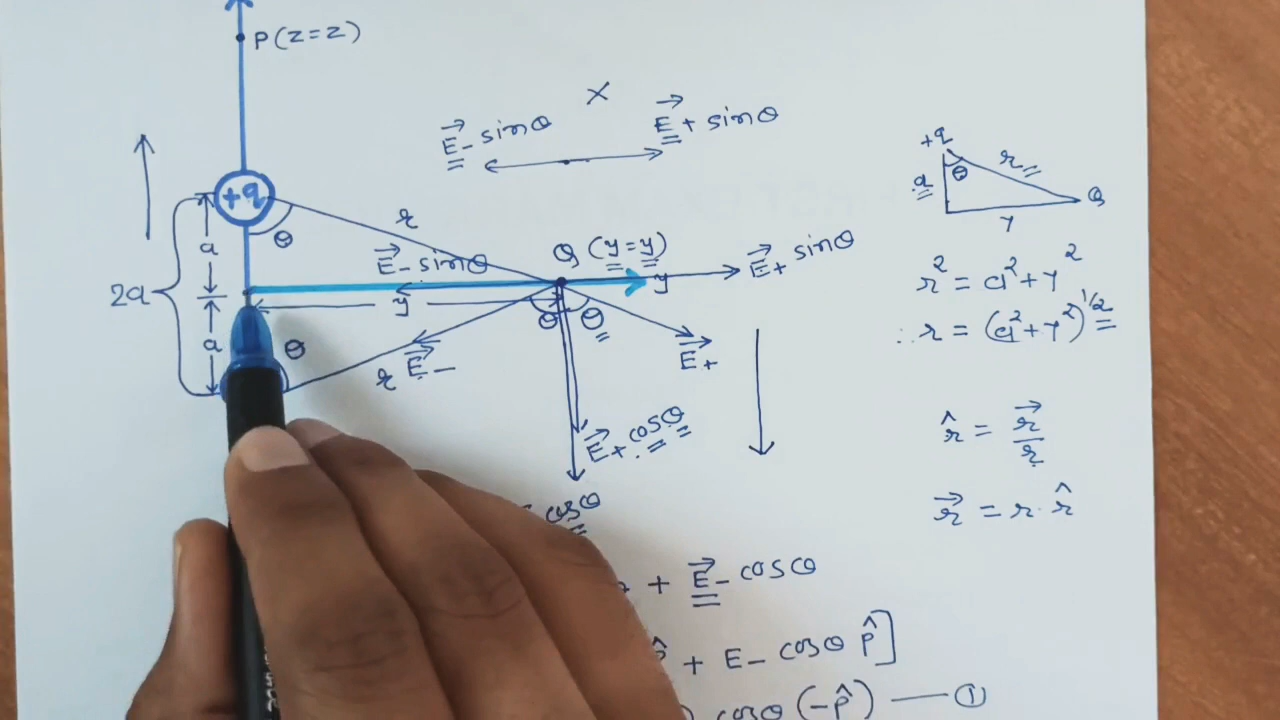 P(z=z)
X
E⃗₋ sinθ E⃗₊ sinθ
+q
r
a θ
Q
y
+q
θ
r
a
2a
a
θ
r
E⃗₋ sinθ
y
Q (y=y)
y
E⃗₊ sinθ
θ θ
E⃗₋
E⃗₊
E⃗₊ cosθ
cosθ
r² = a² + y²
∴ r = (a² + y²)^1/2
r̂ = r⃗/r
r⃗ = r · r̂
+ E⃗₋ cosθ
+ E₋ cosθ p̂]
cosθ (-p̂) —— ①